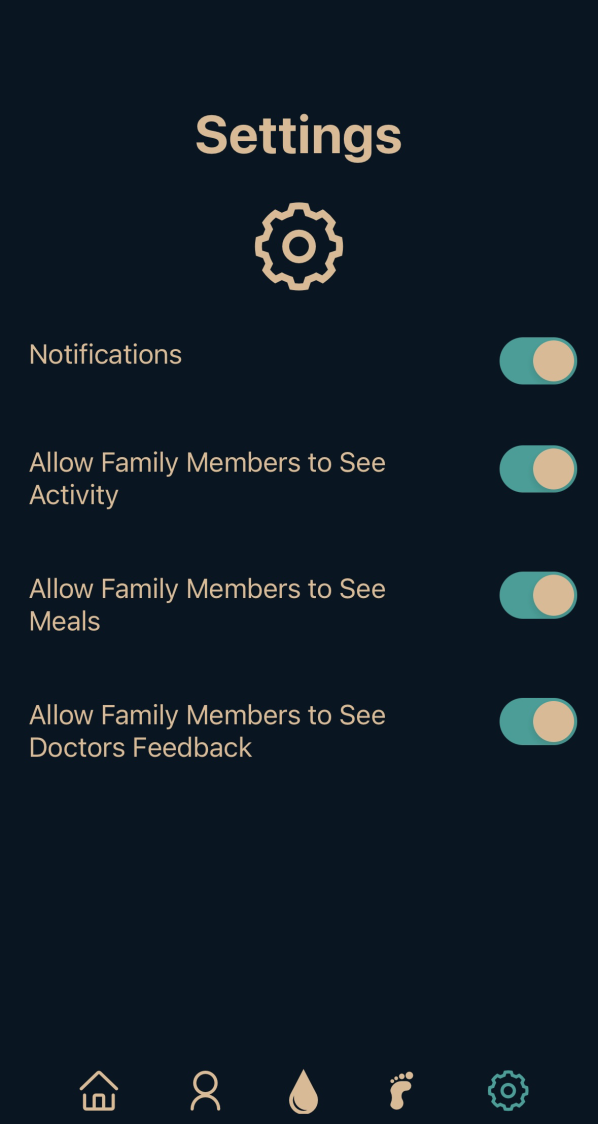 Settings
Notifications
Allow Family Members to See
Activity
Allow Family Members to See
Meals
Allow Family Members to See
Doctors Feedback